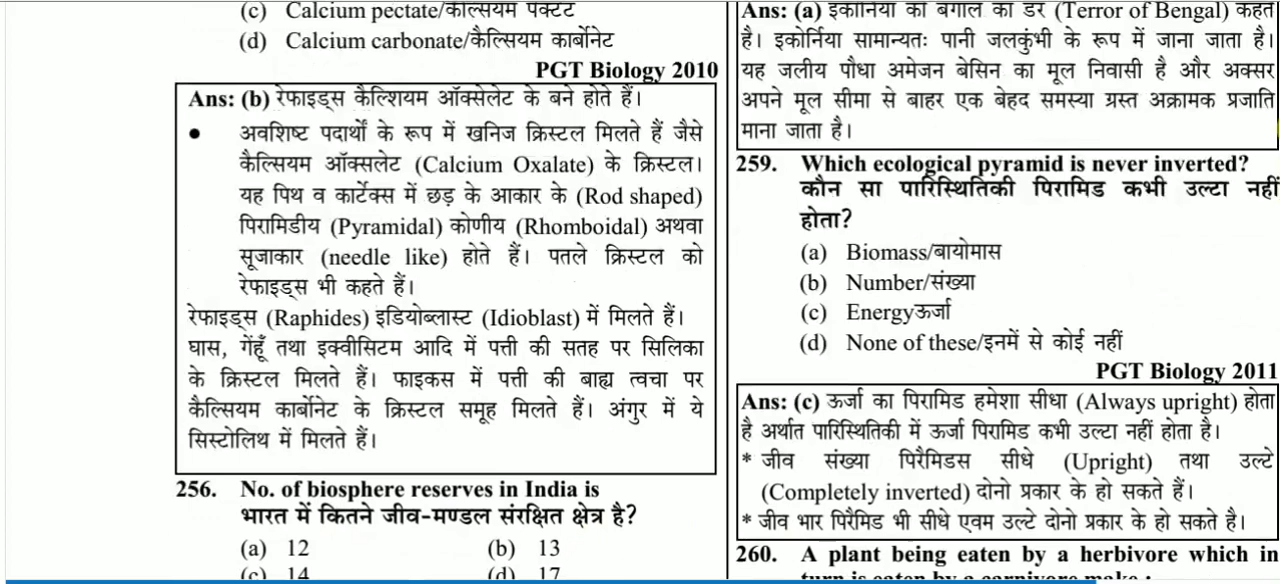 (c) Calcium pectate/कैल्सियम पेक्टेट
(d) Calcium carbonate/कैल्सियम कार्बोनेट
PGT Biology 2010
Ans: (b) रेफाइड्स कैल्शियम ऑक्सेलेट के बने होते हैं।
● अवशिष्ट पदार्थों के रूप में खनिज क्रिस्टल मिलते हैं जैसे
कैल्सियम ऑक्सलेट (Calcium Oxalate) के क्रिस्टल।
यह पिथ व कार्टेक्स में छड़ के आकार के (Rod shaped)
पिरामिडीय (Pyramidal) कोणीय (Rhomboidal) अथवा
सूजाकार (needle like) होते हैं। पतले क्रिस्टल को
रेफाइड्स भी कहते हैं।
रेफाइड्स (Raphides) इडियोब्लास्ट (Idioblast) में मिलते हैं।
घास, गेंहूँ तथा इक्वीसिटम आदि में पत्ती की सतह पर सिलिका
के क्रिस्टल मिलते हैं। फाइकस में पत्ती की बाह्य त्वचा पर
कैल्सियम कार्बोनेट के क्रिस्टल समूह मिलते हैं। अंगुर में ये
सिस्टोलिथ में मिलते हैं।
256. No. of biosphere reserves in India is
भारत में कितने जीव-मण्डल संरक्षित क्षेत्र है?
(a) 12 (b) 13
(c) 14 (d) 17
Ans: (a) इकोर्निया को बंगाल का डर (Terror of Bengal) कहते
है। इकोर्निया सामान्यतः पानी जलकुंभी के रूप में जाना जाता है।
यह जलीय पौधा अमेजन बेसिन का मूल निवासी है और अक्सर
अपने मूल सीमा से बाहर एक बेहद समस्या ग्रस्त अक्रामक प्रजाति
माना जाता है।
259. Which ecological pyramid is never inverted?
कौन सा पारिस्थितिकी पिरामिड कभी उल्टा नहीं
होता?
(a) Biomass/बायोमास
(b) Number/संख्या
(c) Energyऊर्जा
(d) None of these/इनमें से कोई नहीं
PGT Biology 2011
Ans: (c) ऊर्जा का पिरामिड हमेशा सीधा (Always upright) होता
है अर्थात पारिस्थितिकी में ऊर्जा पिरामिड कभी उल्टा नहीं होता है।
* जीव संख्या पिरैमिडस सीधे (Upright) तथा उल्टे
(Completely inverted) दोनो प्रकार के हो सकते हैं।
* जीव भार पिरैमिड भी सीधे एवम उल्टे दोनो प्रकार के हो सकते है।
260. A plant being eaten by a herbivore which in
turn is eaten by a carnivore make :